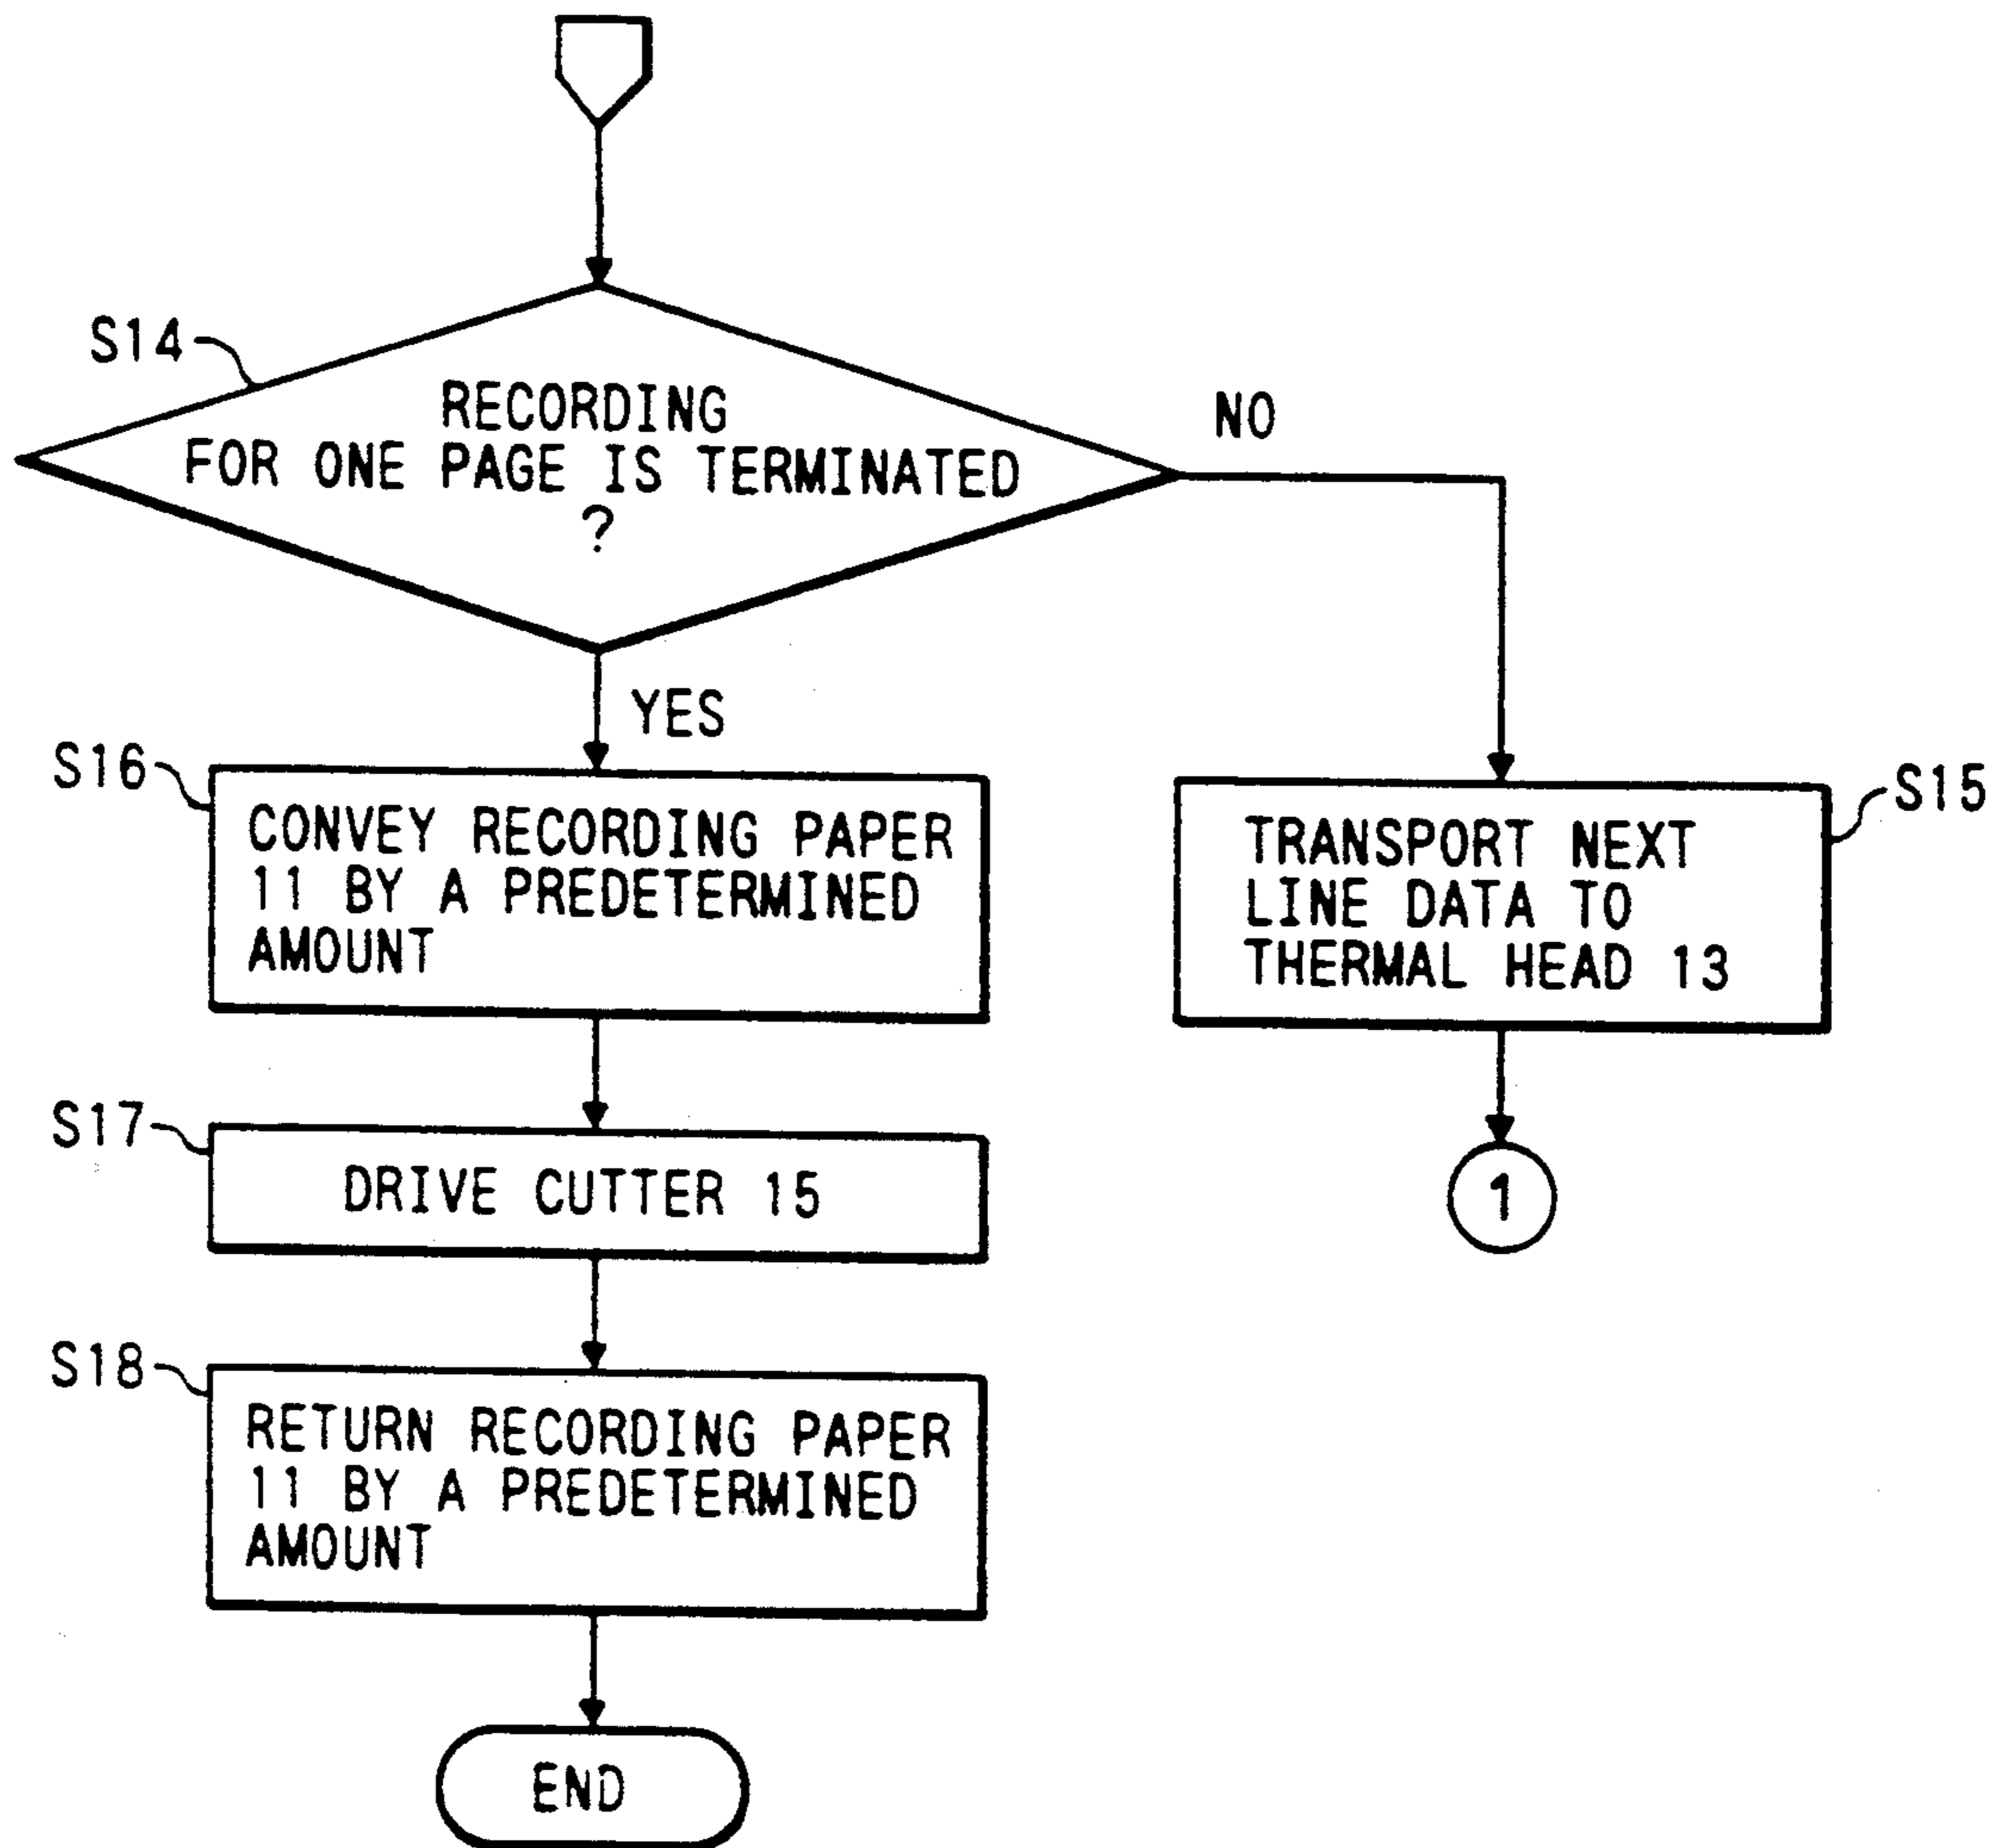 S14
RECORDING
FOR ONE PAGE IS TERMINATED
?
NO
YES
S16
CONVEY RECORDING PAPER
11 BY A PREDETERMINED
AMOUNT
S15
TRANSPORT NEXT
LINE DATA TO
THERMAL HEAD 13
S17
DRIVE CUTTER 15
1
S18
RETURN RECORDING PAPER
11 BY A PREDETERMINED
AMOUNT
END